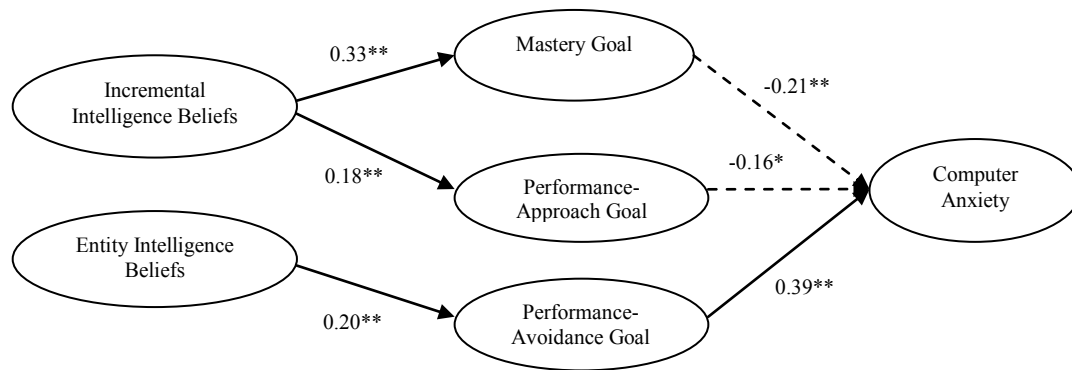 Mastery Goal
0.33**
Incremental
Intelligence Beliefs
-0.21**
0.18**
Performance-
Approach Goal
-0.16*
Computer
Anxiety
Entity Intelligence
Beliefs
0.20**
Performance-
Avoidance Goal
0.39**